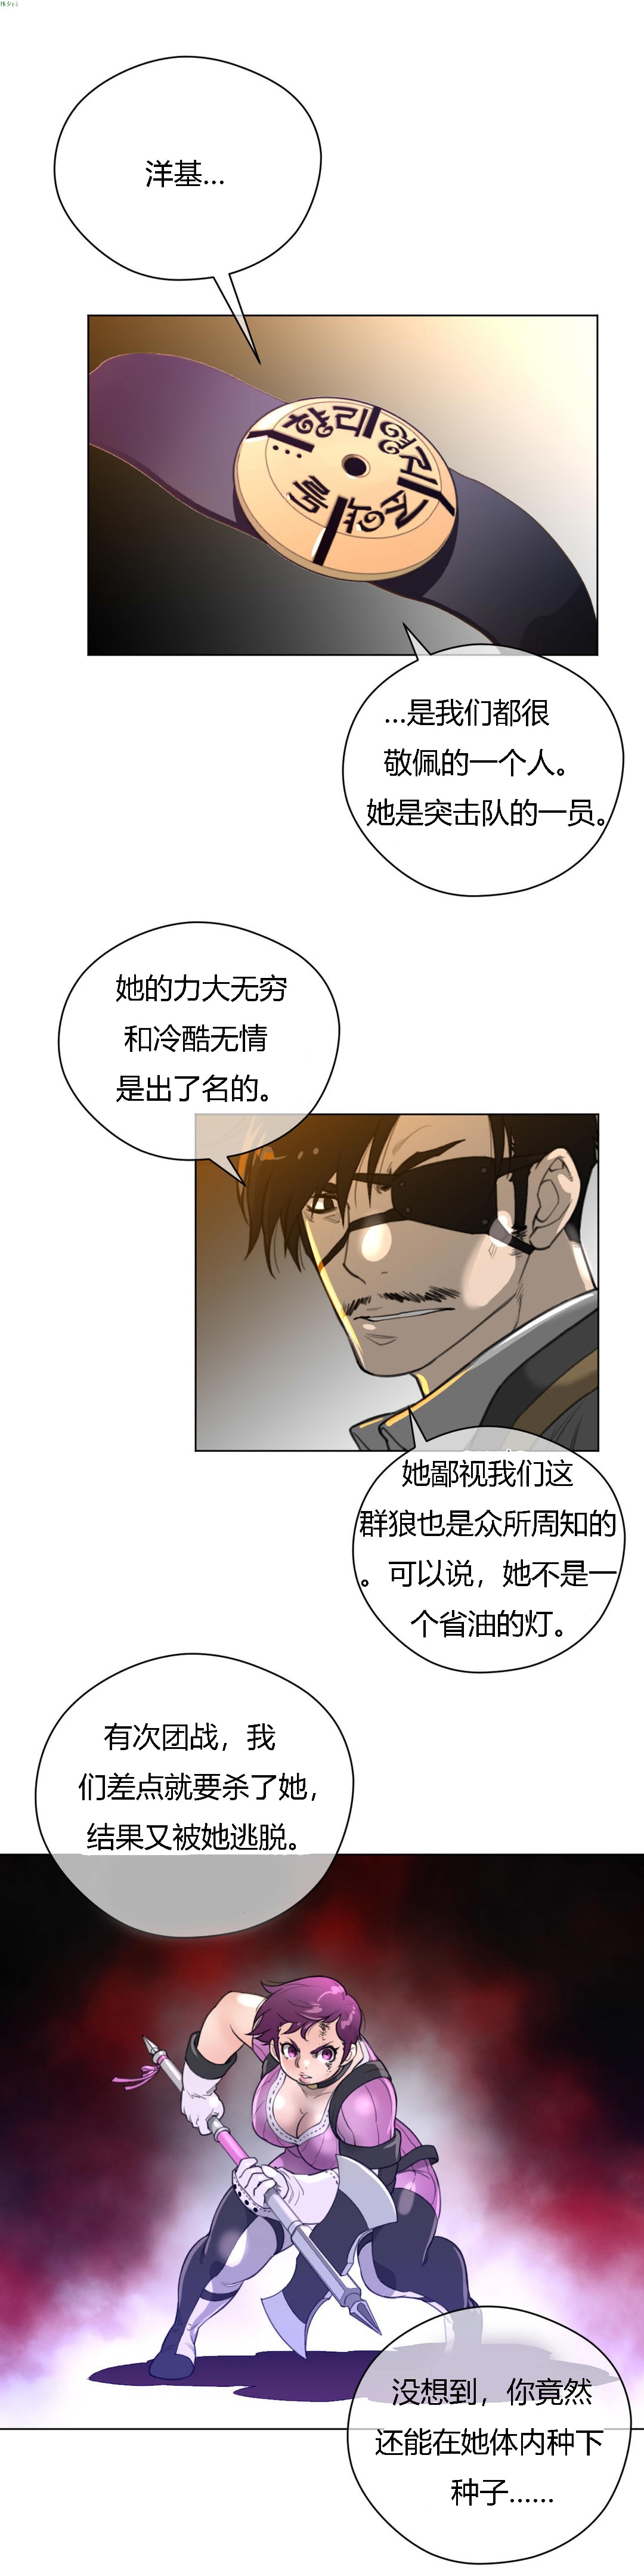 洋基...
...是我们都很
敬佩的一个人。
她是突击队的一员。
她的力大无穷
和冷酷无情
是出了名的。
她鄙视我们这
群狼也是众所周知的
。可以说，她不是一
个省油的灯。
有次团战，我
们差点就要杀了她，
结果又被她逃脱。
没想到，你竟然
还能在她体内种下
种子......